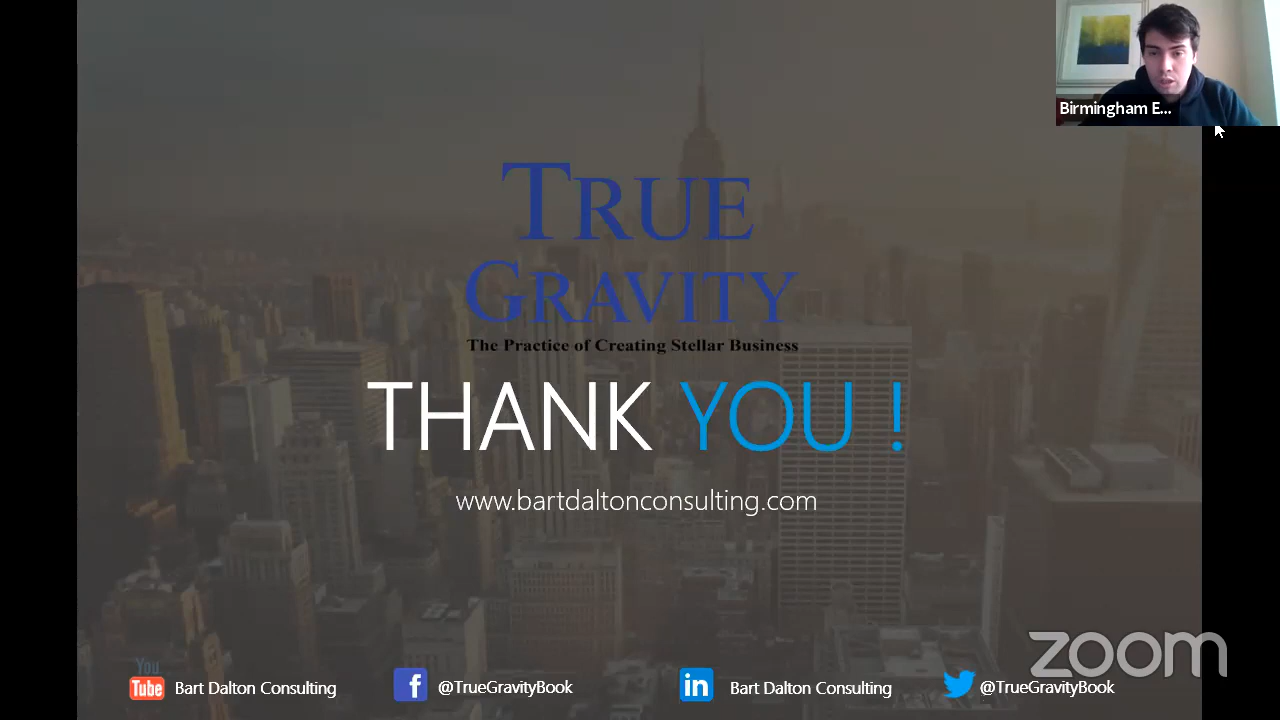 Birmingham E...
TRUE
GRAVITY
The Practice of Creating Stellar Business
THANK YOU !
www.bartdaltonconsulting.com
You
Tube
Bart Dalton Consulting
f
@TrueGravityBook
in
Bart Dalton Consulting
@TrueGravityBook
zoom